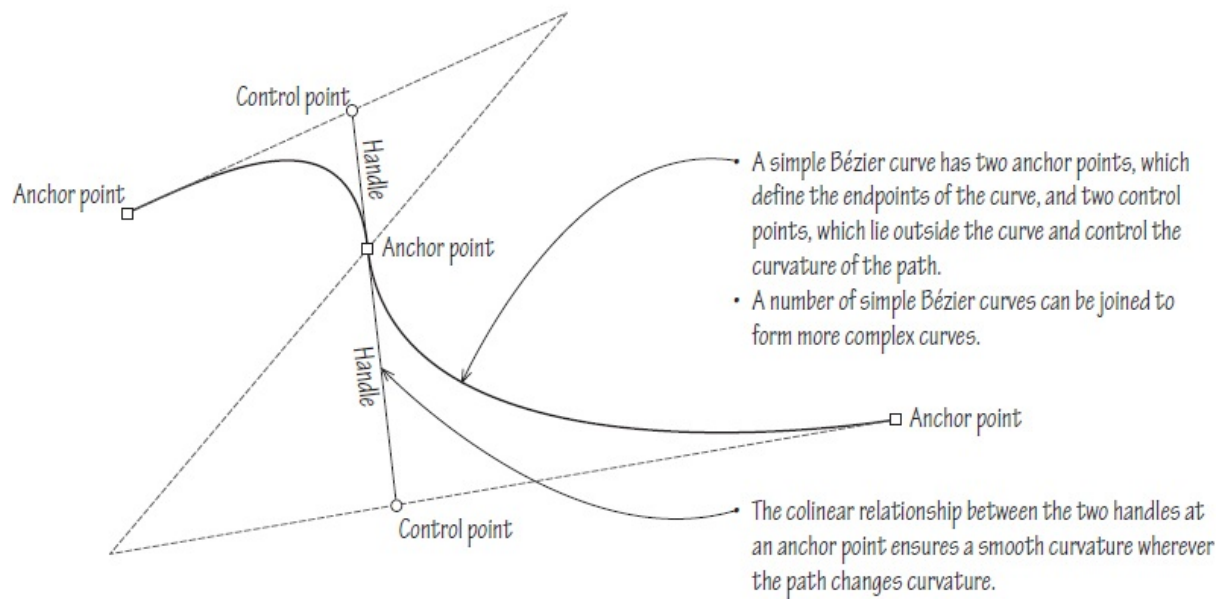 Control point
Handle
Anchor point
Anchor point
• A simple Bézier curve has two anchor points, which
define the endpoints of the curve, and two control
points, which lie outside the curve and control the
curvature of the path.
• A number of simple Bézier curves can be joined to
form more complex curves.
Handle
Anchor point
Control point
• The colinear relationship between the two handles at
an anchor point ensures a smooth curvature wherever
the path changes curvature.